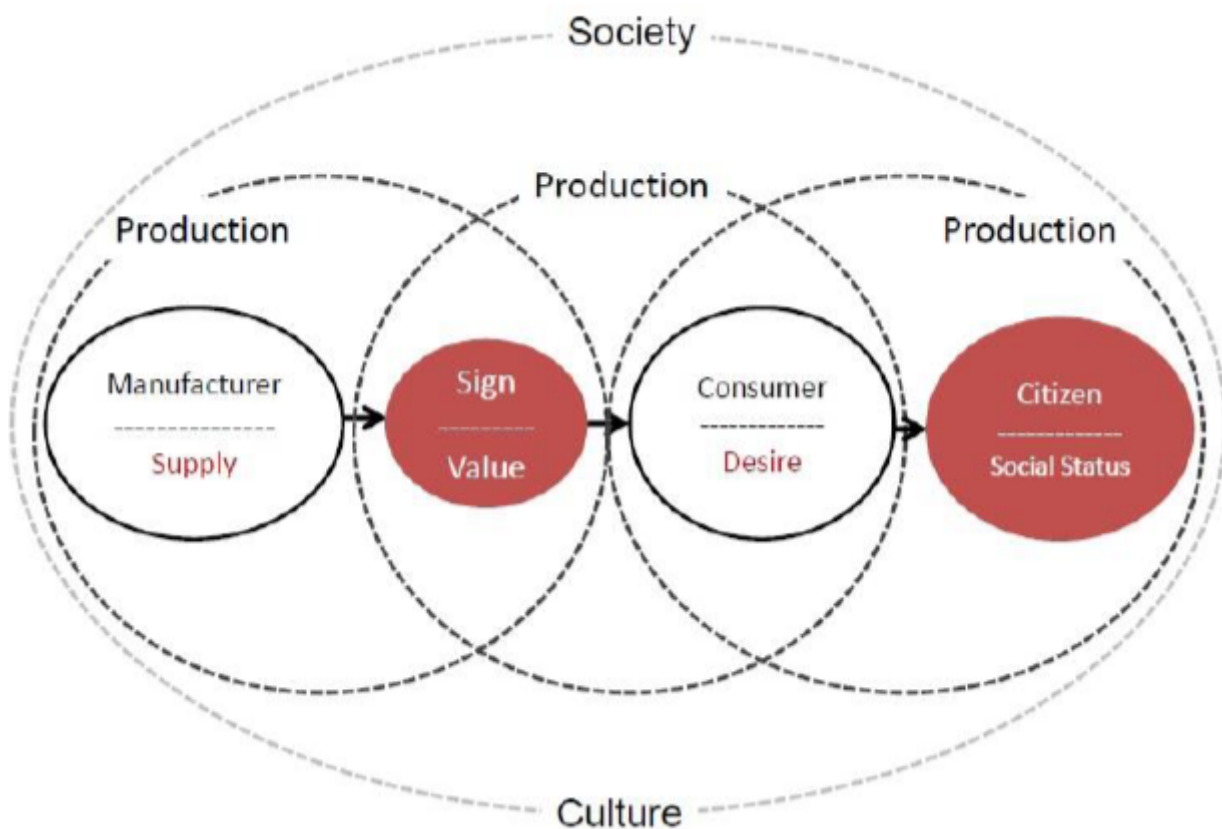 Society
Production
Production
Production
Manufacturer
Supply
Sign
Value
Consumer
Desire
Citizen
Social Status
Culture